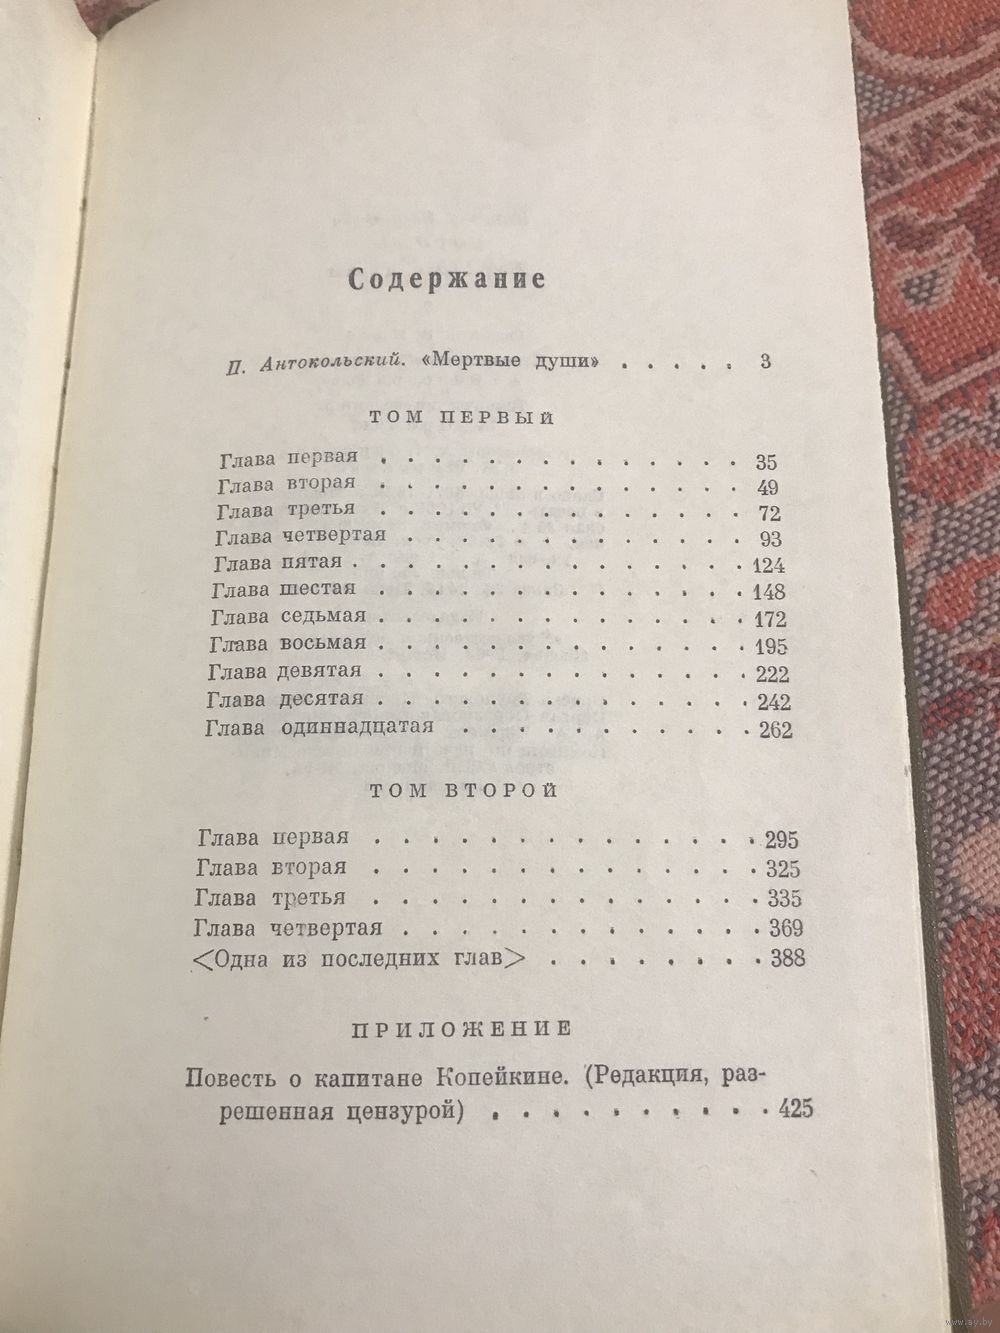 Содержание
П. Антокольский. «Мертвые души» . . . . . 3
ТОМ ПЕРВЫЙ
Глава первая . . . . . . . . . . . . . . 35
Глава вторая . . . . . . . . . . . . . . 49
Глава третья . . . . . . . . . . . . . . 72
Глава четвертая . . . . . . . . . . . . . 93
Глава пятая . . . . . . . . . . . . . . . 124
Глава шестая . . . . . . . . . . . . . . 148
Глава седьмая . . . . . . . . . . . . . . 172
Глава восьмая . . . . . . . . . . . . . . 195
Глава девятая . . . . . . . . . . . . . . 222
Глава десятая . . . . . . . . . . . . . . 242
Глава одиннадцатая . . . . . . . . . . . 262
ТОМ ВТОРОЙ
Глава первая . . . . . . . . . . . . . . 295
Глава вторая . . . . . . . . . . . . . . 325
Глава третья . . . . . . . . . . . . . . 335
Глава четвертая . . . . . . . . . . . . . 369
<Одна из последних глав> . . . . . . . . 388
ПРИЛОЖЕНИЕ
Повесть о капитане Копейкине. (Редакция, раз-
решенная цензурой) . . . . . . . . . . 425
www.ay.by